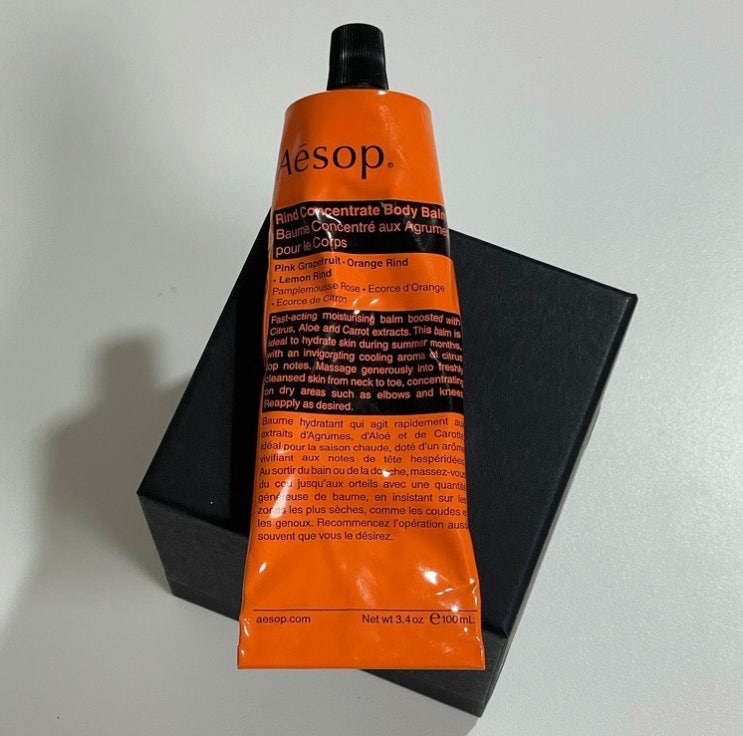 Aēsop®
Rind Concentrate Body Balm
Baume Concentré aux Agrumes
pour le Corps
Pink Grapefruit • Orange Rind
• Lemon Rind
Pamplemousse Rose • Ecorce d'Orange
• Ecorce de Citron
Fast-acting moisturising balm boosted with
Citrus, Aloe and Carrot extracts. This balm is
ideal to hydrate skin during summer months,
with an invigorating cooling aroma of citrus
top notes. Massage generously into freshly
cleansed skin from neck to toe, concentrating
on dry areas such as elbows and knees.
Reapply as desired.
Baume hydratant qui agit rapidement aux
extraits d'Agrumes, d'Aloé et de Carotte,
idéal pour la saison chaude, doté d'un arôme
vivifiant aux notes de tête hespéridées.
Au sortir du bain ou de la douche, massez-vous
du cou jusqu'aux orteils avec une quantité
généreuse de baume, en insistant sur les
zones les plus sèches, comme les coudes et
les genoux. Recommencez l'opération aussi
souvent que vous le désirez.
aesop.com Net wt 3.4 oz ℮100 mL